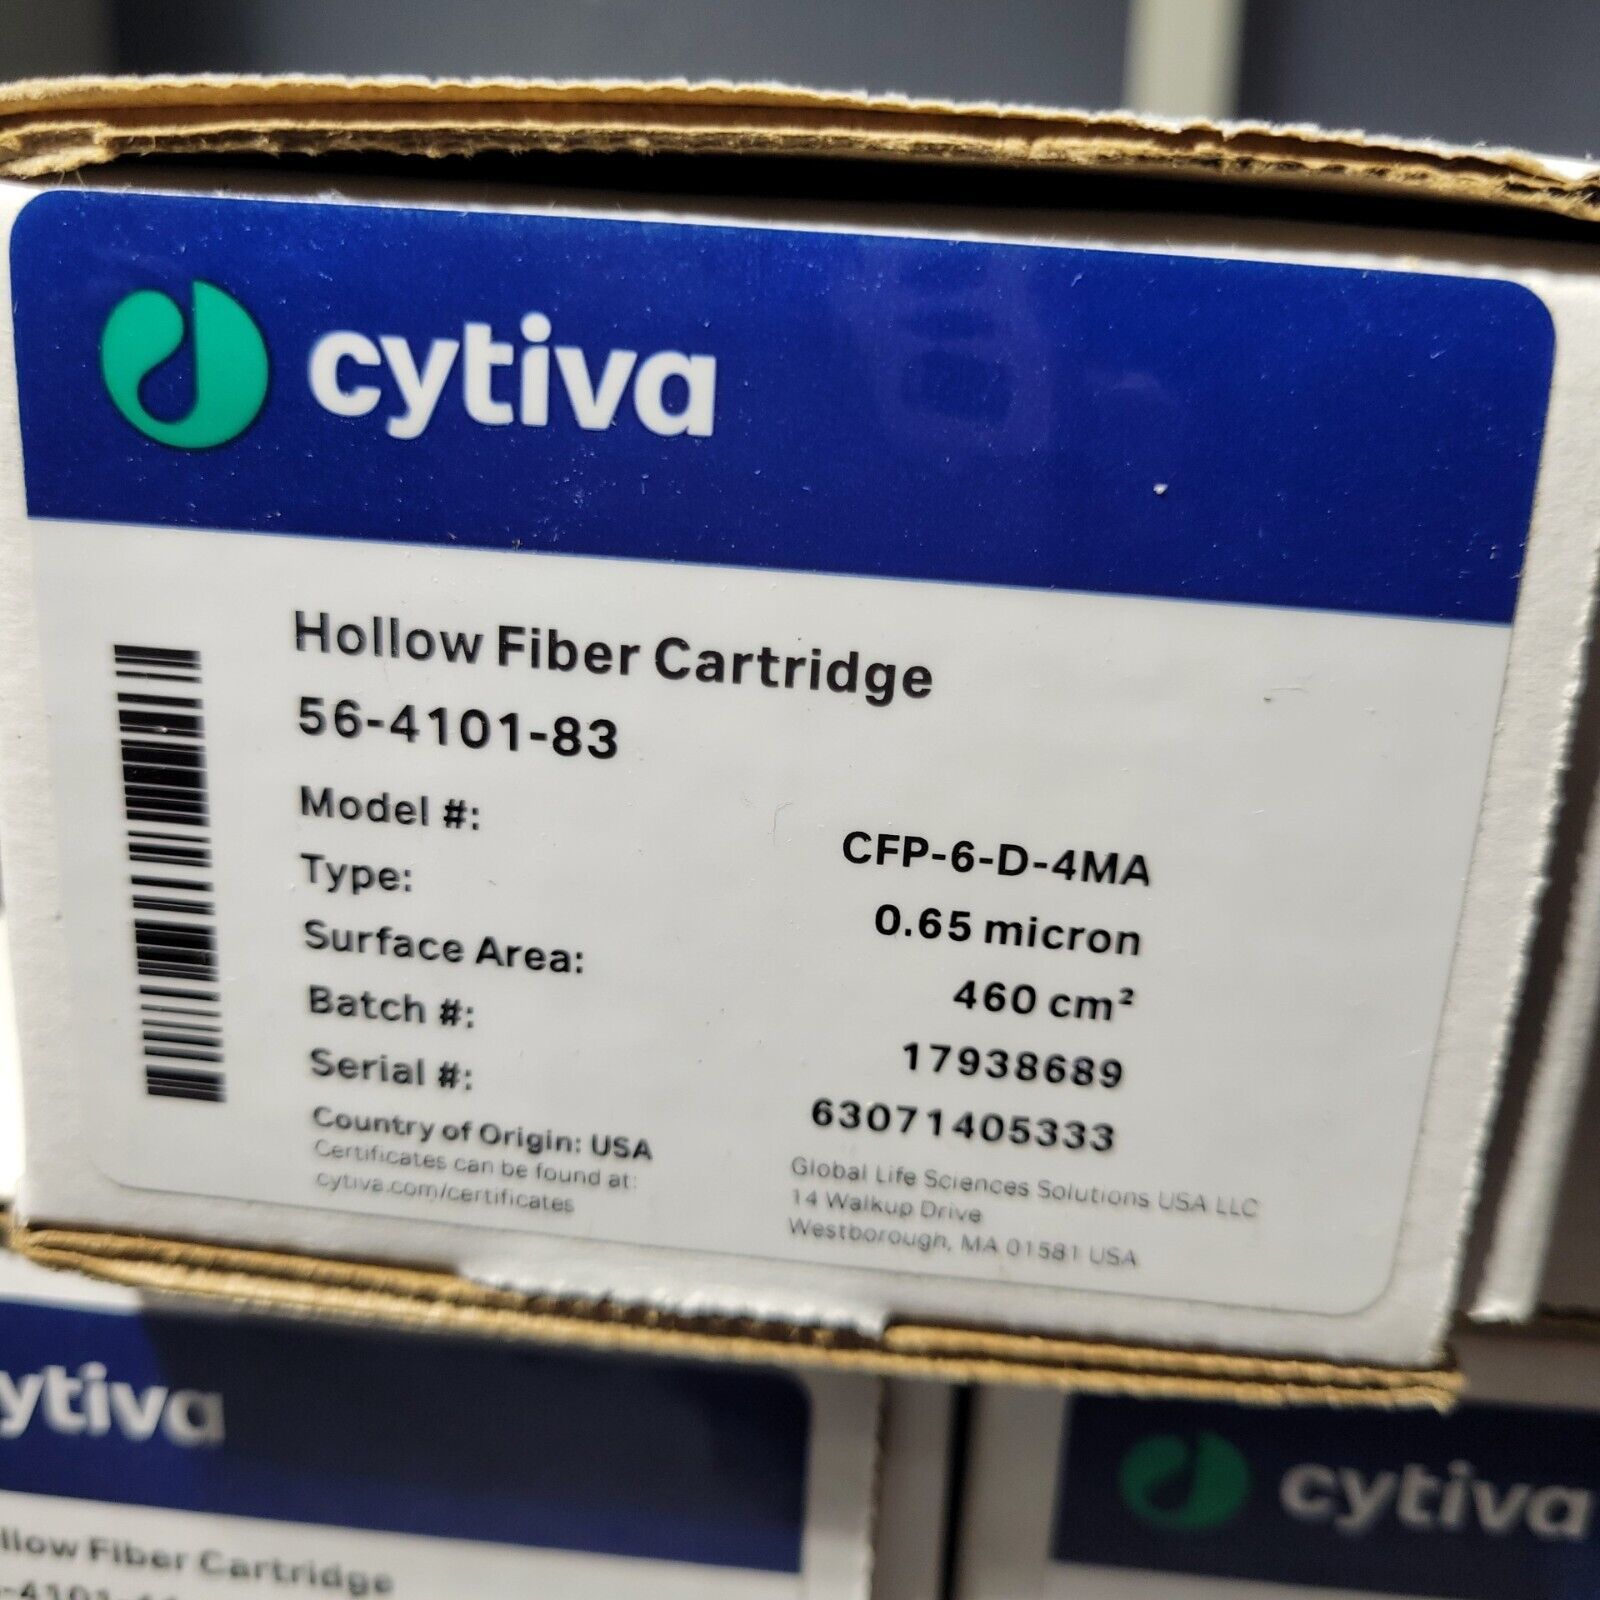 cytiva
Hollow Fiber Cartridge
56-4101-83
Model #: CFP-6-D-4MA
Type: 0.65 micron
Surface Area: 460 cm²
Batch #: 17938689
Serial #: 63071405333
Country of Origin: USA
Certificates can be found at:
cytiva.com/certificates
Global Life Sciences Solutions USA LLC
14 Walkup Drive
Westborough, MA 01581 USA
ytiva
llow Fiber Cartridge
cytiva